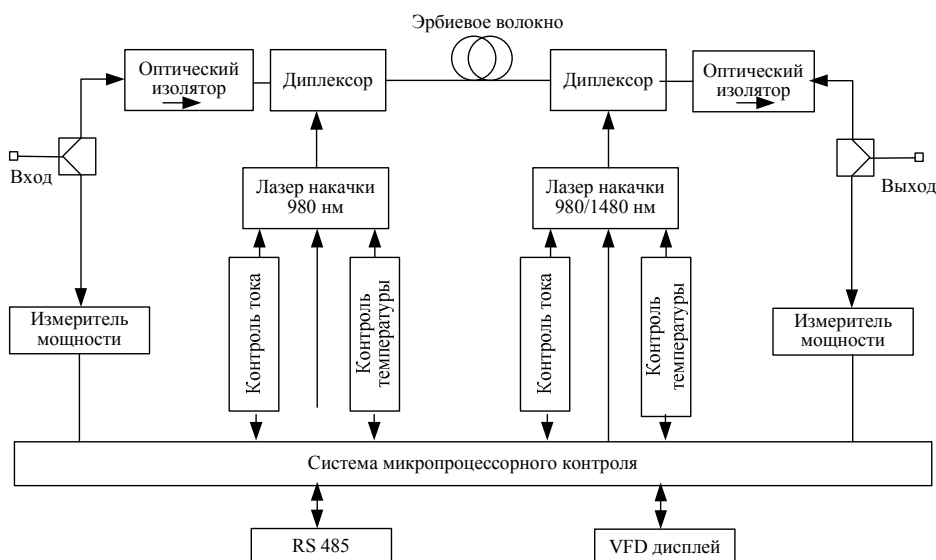 Эрбиевое волокно
Оптический
изолятор
Диплексор
Диплексор
Оптический
изолятор
Вход
Выход
Лазер накачки
980 нм
Лазер накачки
980/1480 нм
Измеритель
мощности
Контроль тока
Контроль
температуры
Контроль тока
Контроль
температуры
Измеритель
мощности
Система микропроцессорного контроля
RS 485
VFD дисплей